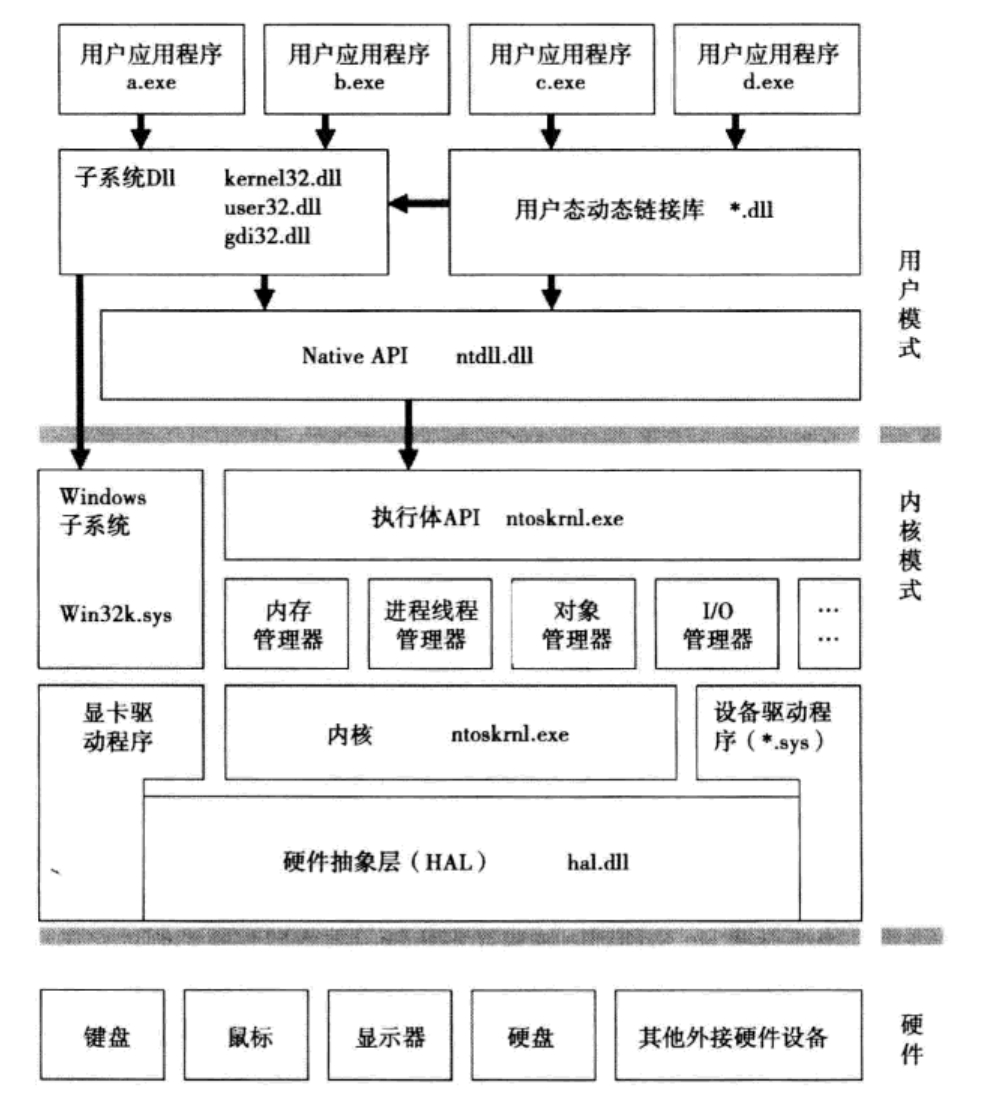 用户应用程序
a.exe
用户应用程序
b.exe
用户应用程序
c.exe
用户应用程序
d.exe
子系统Dll kernel32.dll
user32.dll
gdi32.dll
用户态动态链接库 *.dll
用户模式
Native API ntdll.dll
Windows
子系统
Win32k.sys
执行体API ntoskrnl.exe
内核模式
内存
管理器
进程线程
管理器
对象
管理器
I/O
管理器
…
…
显卡驱
动程序
内核 ntoskrnl.exe
设备驱动程
序(*.sys)
硬件抽象层(HAL) hal.dll
键盘
鼠标
显示器
硬盘
其他外接硬件设备
硬件